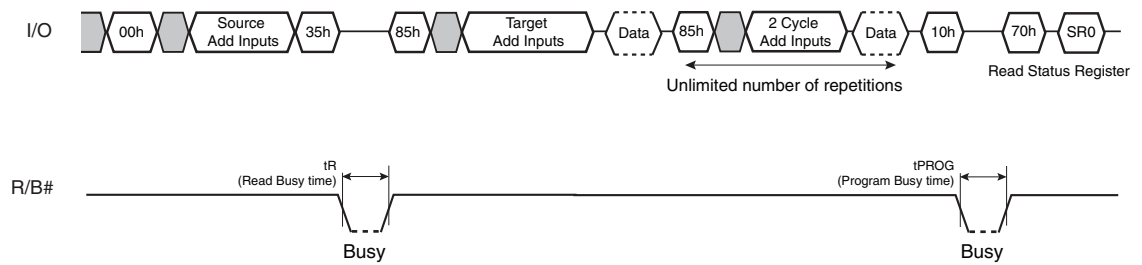 I/O
00h
Source
Add Inputs
35h
85h
Target
Add Inputs
Data
85h
2 Cycle
Add Inputs
Data
10h
70h
SR0
Unlimited number of repetitions
Read Status Register
R/B#
tR
(Read Busy time)
Busy
tPROG
(Program Busy time)
Busy